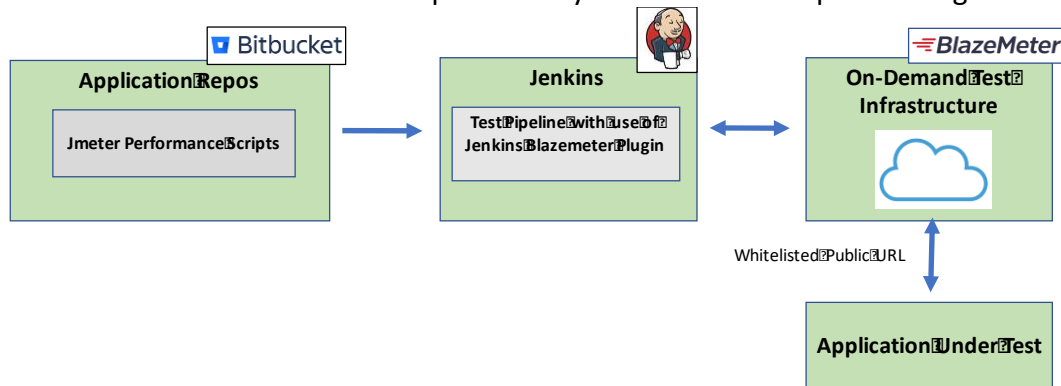 Bitbucket
Application Repos
Jmeter Performance Scripts
Jenkins
Test Pipeline with use of
Jenkins Blazemeter Plugin
BlazeMeter
On-Demand Test
Infrastructure
Whitelisted Public URL
Application Under Test